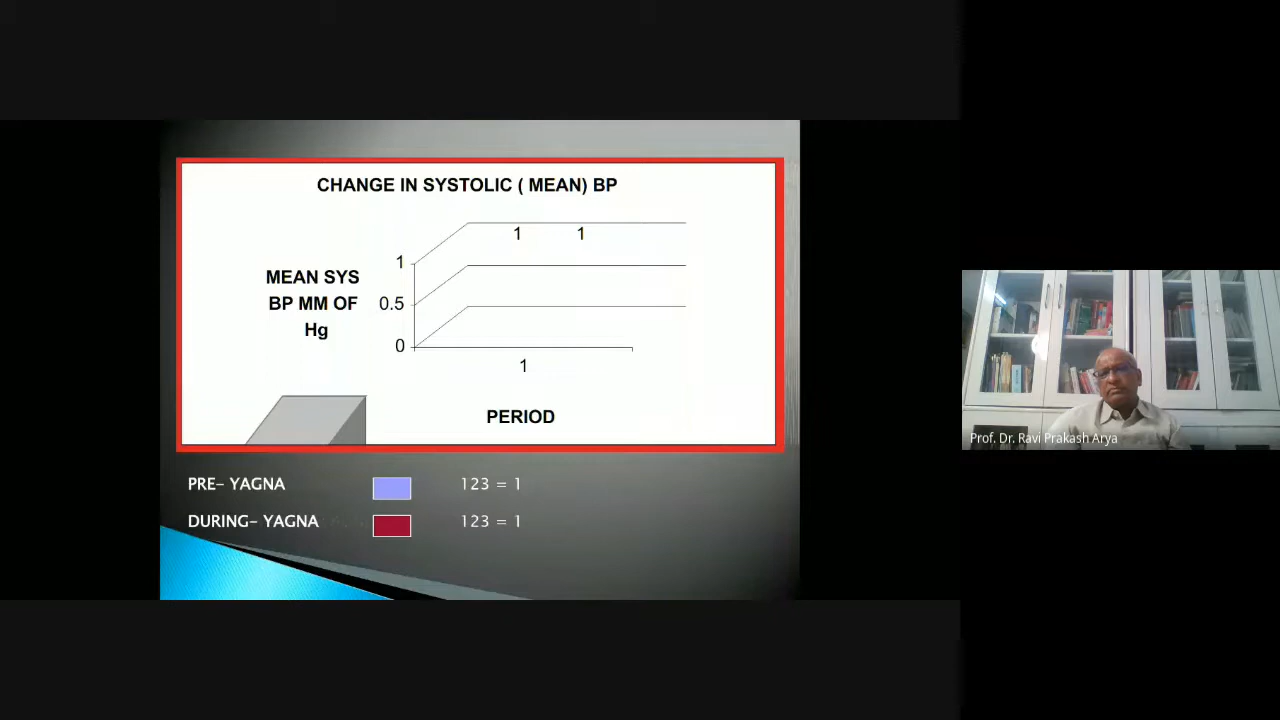 CHANGE IN SYSTOLIC ( MEAN) BP
1 1
1
MEAN SYS
BP MM OF
Hg
0.5
0
1
PERIOD
PRE- YAGNA 123 = 1
DURING- YAGNA 123 = 1
Prof. Dr. Ravi Prakash Arya